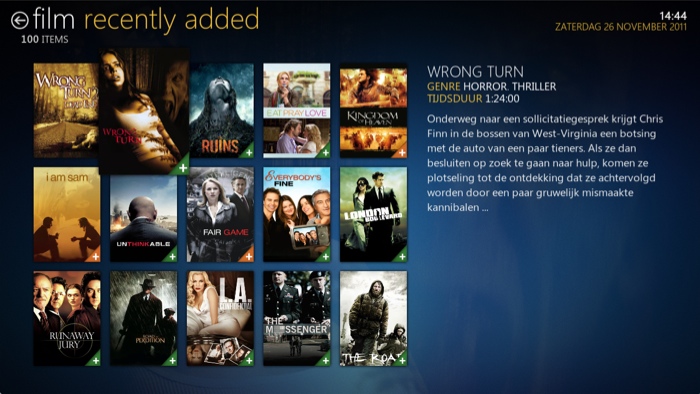 film recently added
100 ITEMS
14:44
ZATERDAG 26 NOVEMBER 2011
WRONG TURN
GENRE HORROR, THRILLER
TIJDSDUUR 1:24:00
Onderweg naar een sollicitatiegesprek krijgt Chris
Finn in de bossen van West-Virginia een botsing
met de auto van een paar tieners. Als ze dan
besluiten op zoek te gaan naar hulp, komen ze
plotseling tot de ontdekking dat ze achtervolgd
worden door een paar gruwelijk mismaakte
kannibalen ...
WRONG
TURN
WRONG
TURN
RUINS
EAT PRAY LOVE
KINGDOM
OF HEAVEN
i am sam
UNTHINKABLE
FAIR GAME
EVERYBODY'S
FINE
LONDON
BOULEVARD
RUNAWAY
JURY
PERDITION
L.A.
CONFIDENTIAL
THE
MESSENGER
THE ROAD